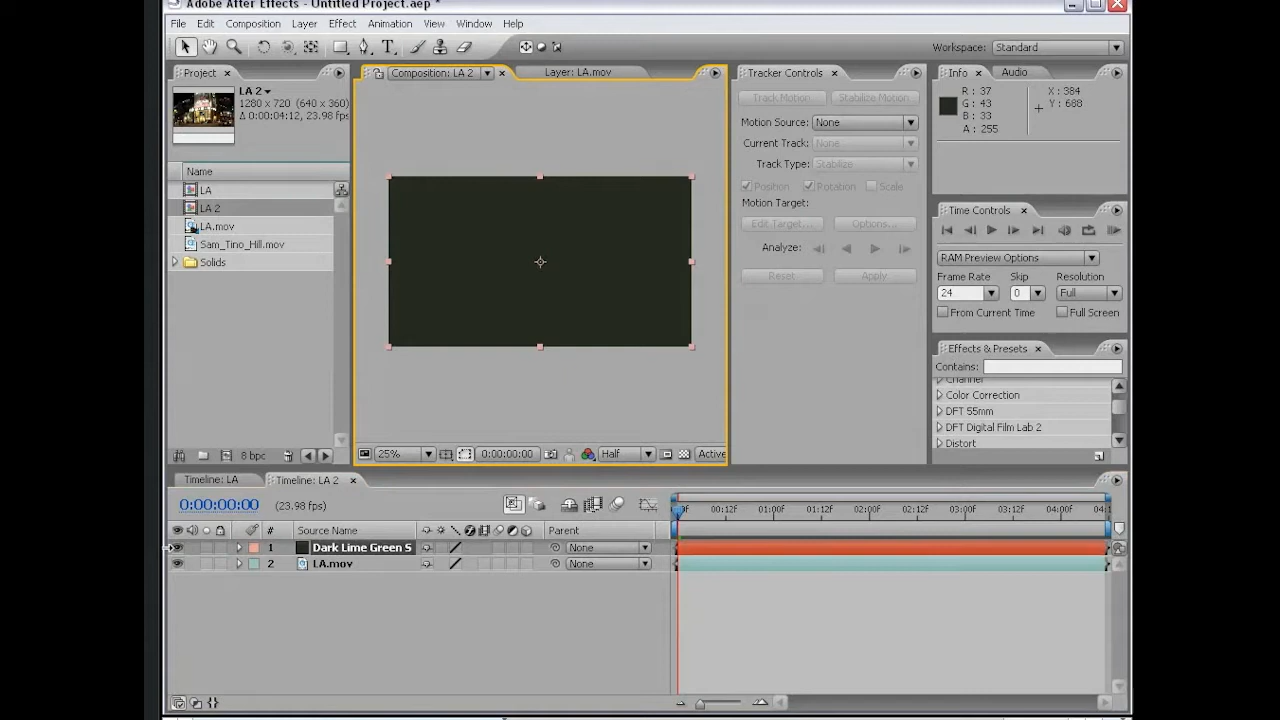 Adobe After Effects - Untitled Project.aep *
File Edit Composition Layer Effect Animation View Window Help
Workspace: Standard
Project
LA 2
1280 x 720 (640 x 360)
Δ 0:00:04:12, 23.98 fps
Name
LA
LA 2
LA.mov
Sam_Tino_Hill.mov
Solids
8 bpc
Composition: LA 2
Layer: LA.mov
25%
0:00:00:00
Half
Active
Tracker Controls
Track Motion Stabilize Motion
Motion Source: None
Current Track: None
Track Type: Stabilize
Position Rotation Scale
Motion Target:
Edit Target... Options...
Analyze:
Reset Apply
Info Audio
R : 37
G : 43
B : 33
A : 255
X : 384
Y : 688
Time Controls
RAM Preview Options
Frame Rate Skip Resolution
24 0 Full
From Current Time Full Screen
Effects & Presets
Contains:
Channel
Color Correction
DFT 55mm
DFT Digital Film Lab 2
Distort
Timeline: LA Timeline: LA 2
0:00:00:00 (23.98 fps)
00:12F 01:00F 01:12F 02:00F 02:12F 03:00F 03:12F 04:00F
# Source Name Parent
1 Dark Lime Green S None
2 LA.mov None